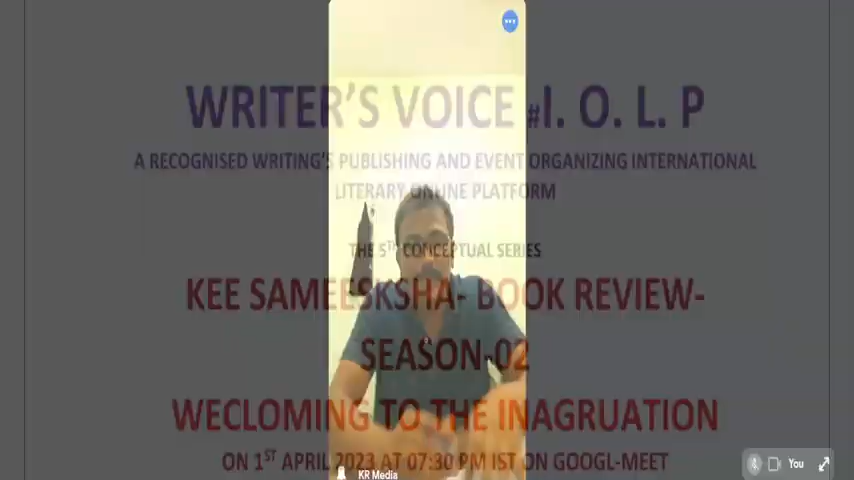 WRITER'S VOICE #I. O. L. P
A RECOGNISED WRITING'S PUBLISHING AND EVENT ORGANIZING INTERNATIONAL
LITERARY ONLINE PLATFORM
THE 5TH CONCEPTUAL SERIES
KEE SAMEESKSHA- BOOK REVIEW-
SEASON-02
WECLOMING TO THE INAGRUATION
ON 1ST APRIL 2023 AT 07:30 PM IST ON GOOGL-MEET
KR Media
You